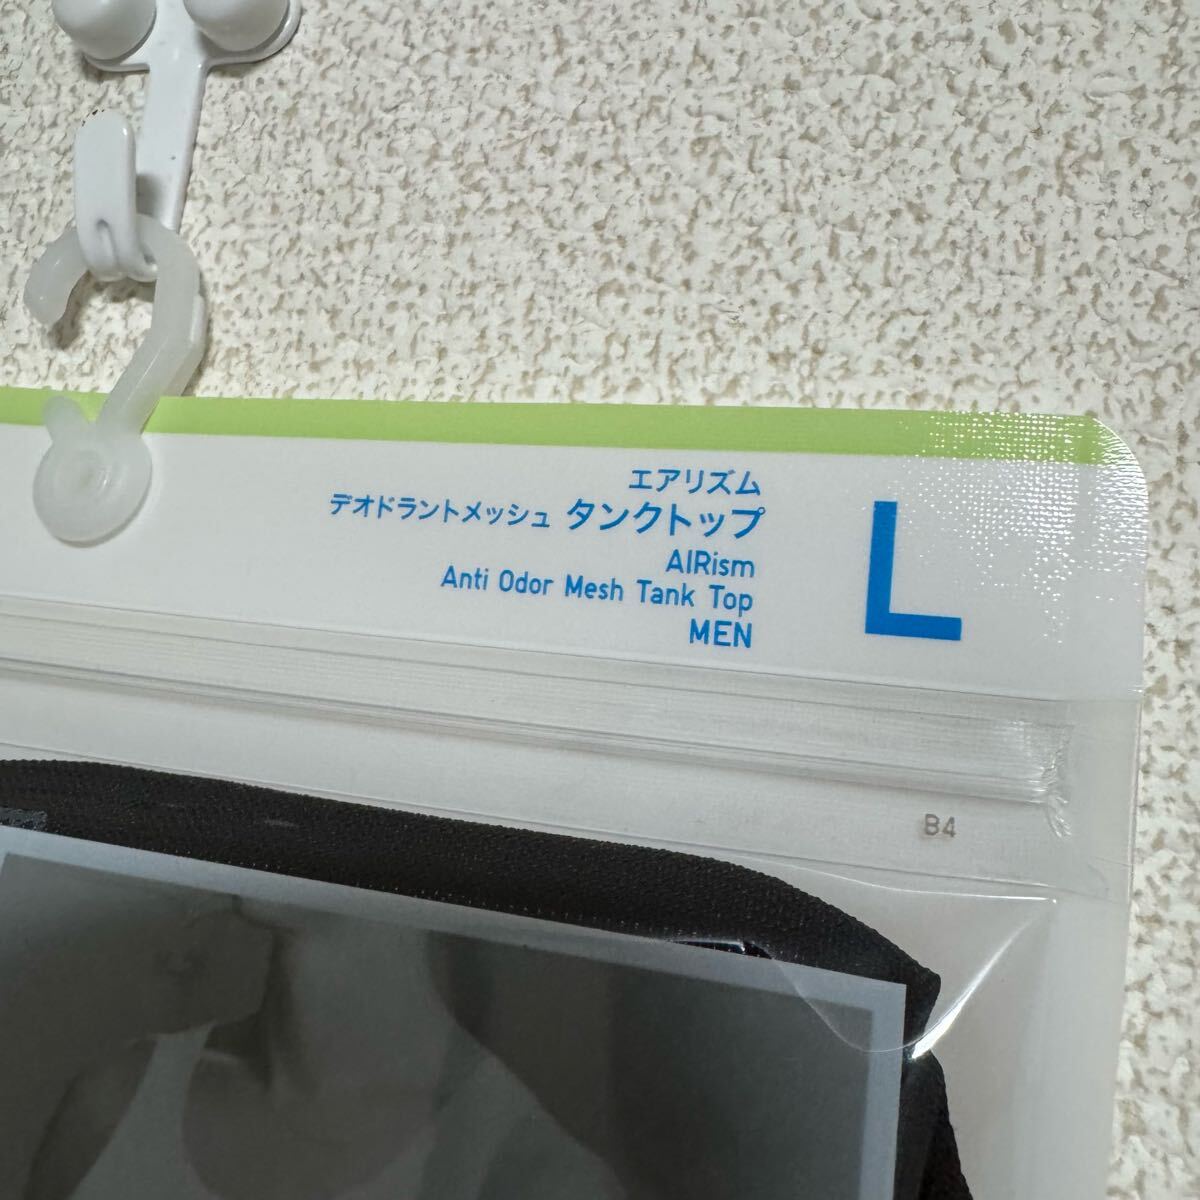 エアリズム
デオドラントメッシュ タンクトップ
AIRism
Anti Odor Mesh Tank Top
MEN
L
B4